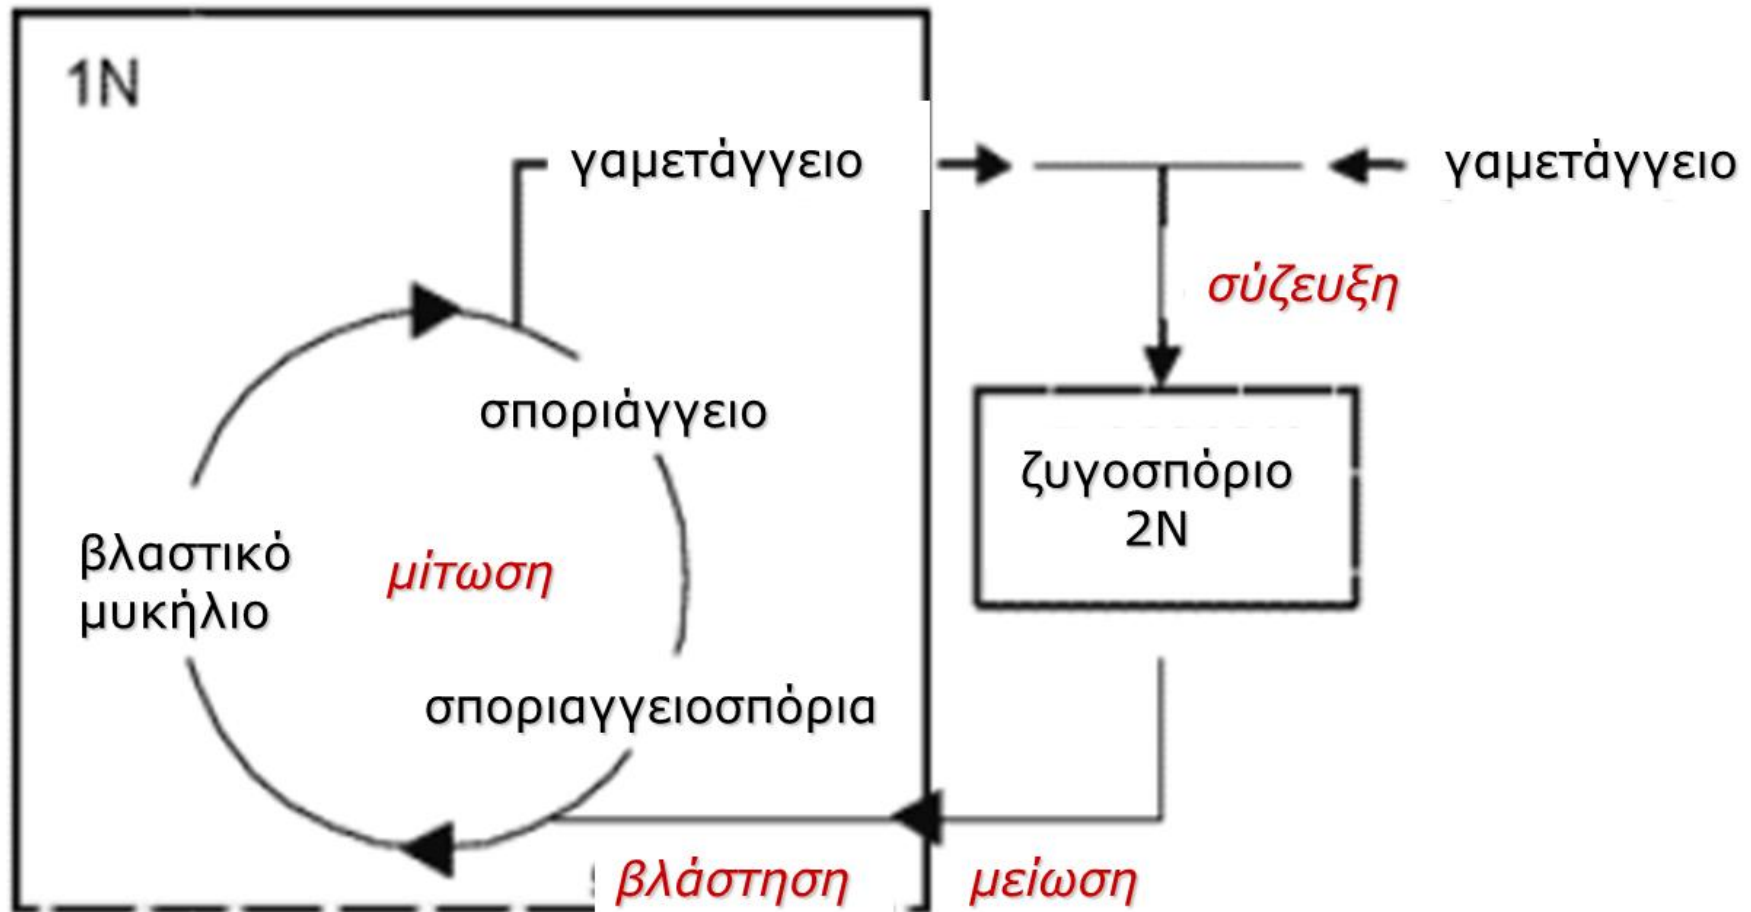 1N
γαμετάγγειο
γαμετάγγειο
σύζευξη
σποριάγγειο
ζυγοσπόριο
2N
βλαστικό
μυκήλιο
μίτωση
σποριαγγειοσπόρια
βλάστηση
μείωση